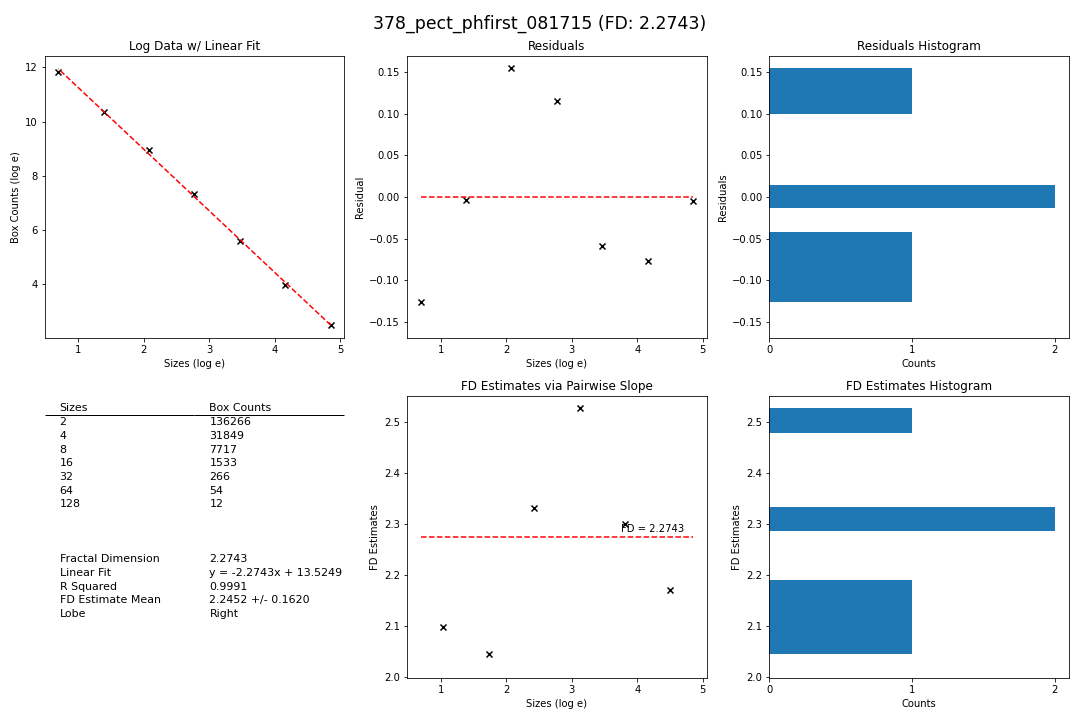 378_pect_phfirst_081715 (FD: 2.2743)
Log Data w/ Linear Fit
12
10
8
6
4
Box Counts (log e)
1 2 3 4 5
Sizes (log e)
Residuals
0.15
0.10
0.05
0.00
−0.05
−0.10
−0.15
Residual
1 2 3 4 5
Sizes (log e)
Residuals Histogram
0.15
0.10
0.05
0.00
−0.05
−0.10
−0.15
Residuals
0 1 2
Counts
Sizes Box Counts
2 136266
4 31849
8 7717
16 1533
32 266
64 54
128 12
Fractal Dimension 2.2743
Linear Fit y = -2.2743x + 13.5249
R Squared 0.9991
FD Estimate Mean 2.2452 +/- 0.1620
Lobe Right
FD Estimates via Pairwise Slope
2.5
2.4
2.3
2.2
2.1
2.0
FD Estimates
FD = 2.2743
1 2 3 4 5
Sizes (log e)
FD Estimates Histogram
2.5
2.4
2.3
2.2
2.1
2.0
FD Estimates
0 1 2
Counts